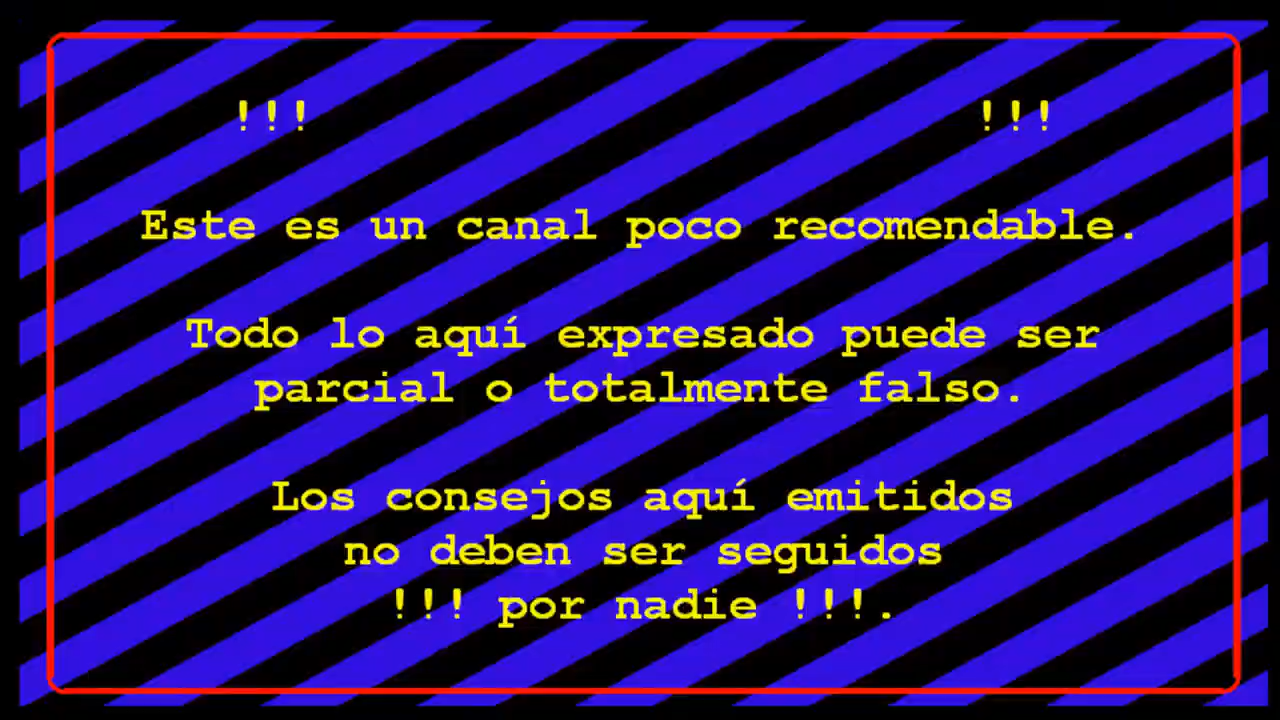 !!! !!!
Este es un canal poco recomendable.
Todo lo aquí expresado puede ser
parcial o totalmente falso.
Los consejos aquí emitidos
no deben ser seguidos
!!! por nadie !!!.